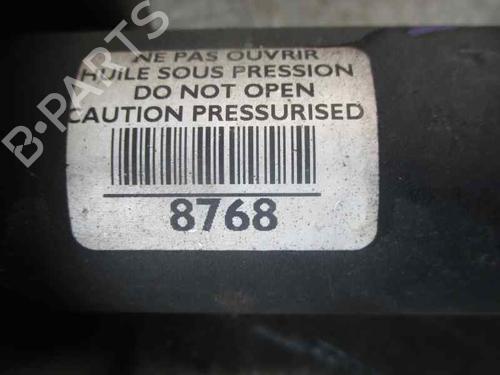 NE PAS OUVRIR
HUILE SOUS PRESSION
DO NOT OPEN
CAUTION PRESSURISED
8768
B-PARTS